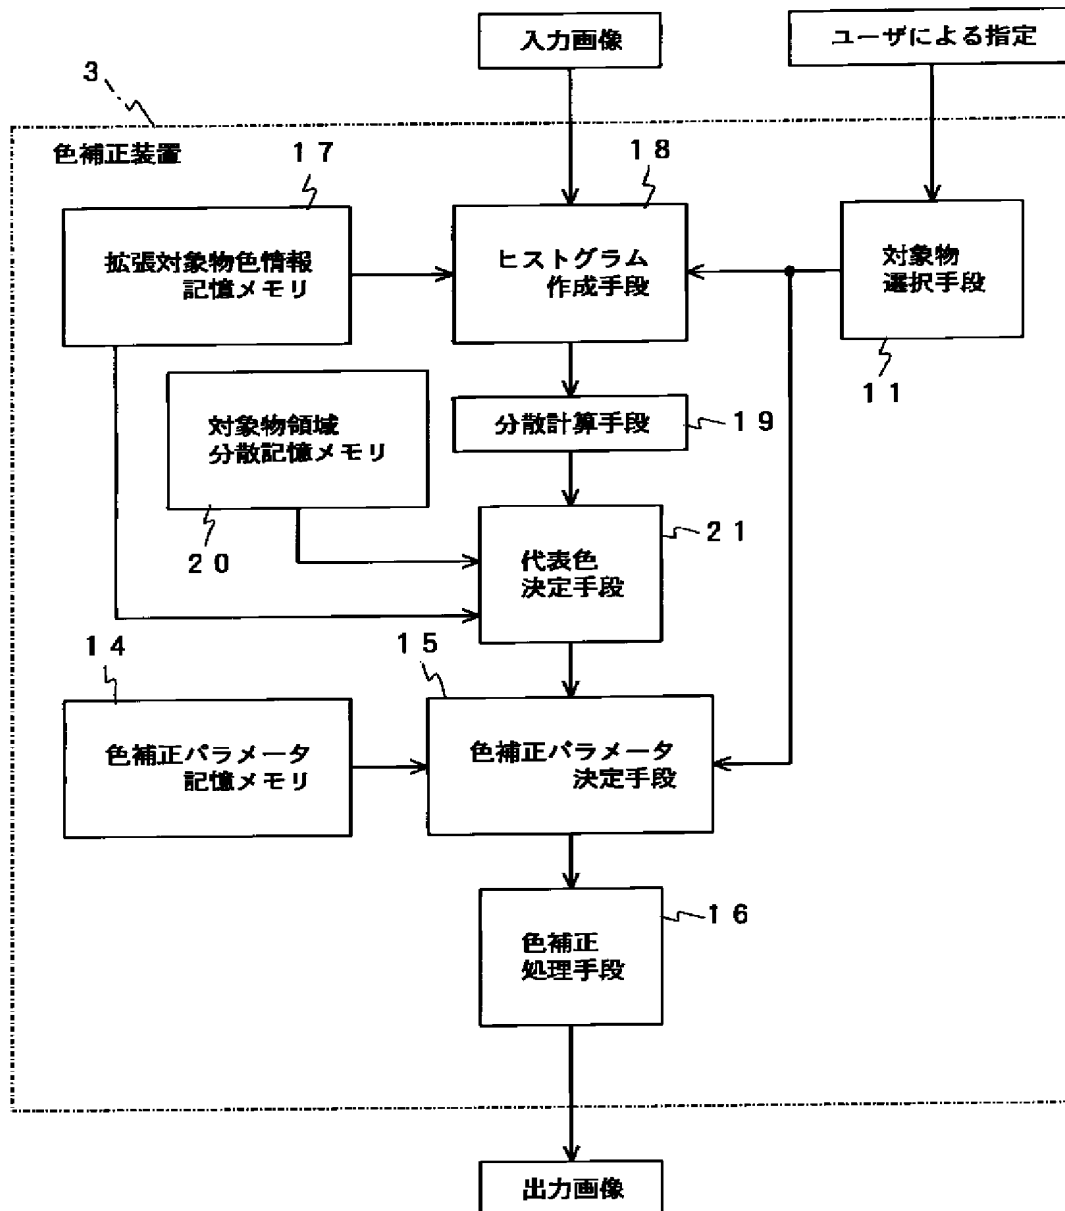 入力画像
ユーザによる指定
3
色補正装置
17
18
拡張対象物色情報
記憶メモリ
ヒストグラム
作成手段
対象物
選択手段
11
対象物領域
分散記憶メモリ
分散計算手段
19
20
21
代表色
決定手段
14
15
色補正パラメータ
記憶メモリ
色補正パラメータ
決定手段
16
色補正
処理手段
出力画像